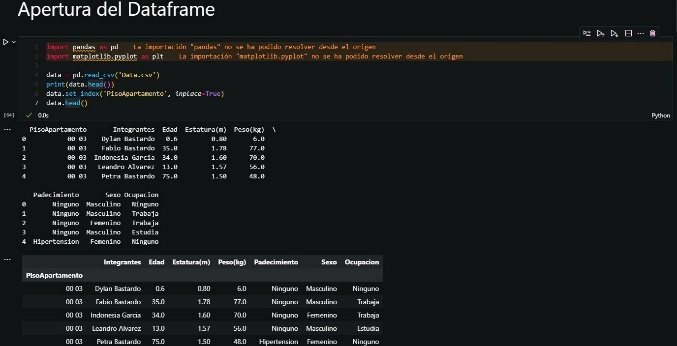 Apertura del Dataframe
1 import pandas as pd La importación "pandas" no se ha podido resolver desde el origen
2 import matplotlib.pyplot as plt La importación "matplotlib.pyplot" no se ha podido resolver desde el origen
3
4 data = pd.read_csv('Data.csv')
5 print(data.head())
6 data.set_index('PisoApartamento', inplace=True)
7 data.head()
0.0s Python
PisoApartamento Integrantes Edad Estatura(m) Peso(kg) \
0 00 03 Dylan Bastardo 0.6 0.80 6.0
1 00 03 Fabio Bastardo 35.0 1.78 77.0
2 00 03 Indonesia Garcia 34.0 1.60 70.0
3 00 03 Leandro Alvarez 13.0 1.57 56.0
4 00 03 Petra Bastardo 75.0 1.50 48.0
Padecimiento Sexo Ocupacion
0 Ninguno Masculino Ninguno
1 Ninguno Masculino Trabaja
2 Ninguno Femenino Trabaja
3 Ninguno Masculino Estudia
4 Hipertension Femenino Ninguno
Integrantes Edad Estatura(m) Peso(kg) Padecimiento Sexo Ocupacion
PisoApartamento
00 03 Dylan Bastardo 0.6 0.80 6.0 Ninguno Masculino Ninguno
00 03 Fabio Bastardo 35.0 1.78 77.0 Ninguno Masculino Trabaja
00 03 Indonesia Garcia 34.0 1.60 70.0 Ninguno Femenino Trabaja
00 03 Leandro Alvarez 13.0 1.57 56.0 Ninguno Masculino Estudia
00 03 Petra Bastardo 75.0 1.50 48.0 Hipertension Femenino Ninguno